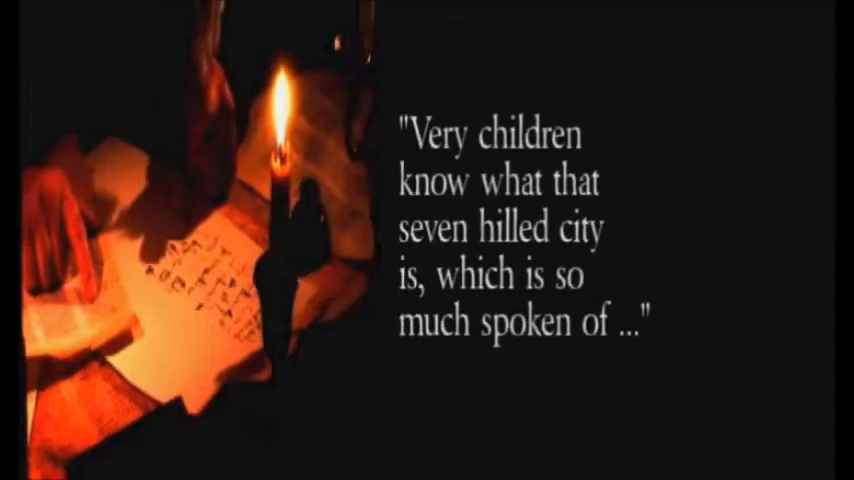 "Very children
know what that
seven hilled city
is, which is so
much spoken of ..."